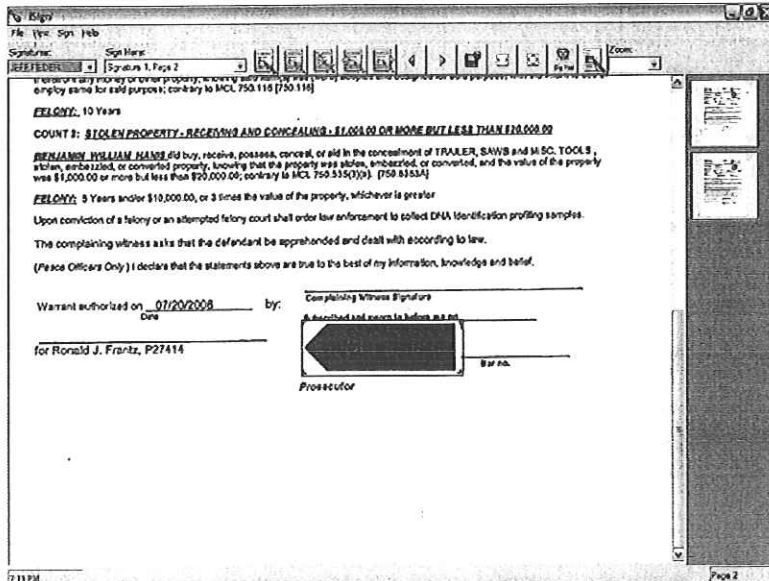 iSign
File View Sign Help
Signatures: Sign Here: Zoom:
Signature 1, Page 2
employ same for said purpose; contrary to MCL 750.116 [750.116]
FELONY: 10 Years
COUNT 3: STOLEN PROPERTY - RECEIVING AND CONCEALING - $1,000.00 OR MORE BUT LESS THAN $20,000.00
BENJAMIN WILLIAM did buy, receive, possess, conceal, or aid in the concealment of TRAILER, SAWS and MISC. TOOLS,
stolen, embezzled, or converted property, knowing that the property was stolen, embezzled, or converted, and the value of the property
was $1,000.00 or more but less than $20,000.00; contrary to MCL 750.535(3)(a).
FELONY: 5 Years and/or $10,000.00, or 3 times the value of the property, whichever is greater
Upon conviction of a felony or an attempted felony court shall order law enforcement to collect DNA identification profiling samples.
The complaining witness asks that the defendant be apprehended and dealt with according to law.
(Peace Officers Only) I declare that the statements above are true to the best of my information, knowledge and belief.
Complaining Witness Signature
Warrant authorized on 07/20/2006 by:
Date
Subscribed and sworn to before me on
for Ronald J. Frantz, P27414
Bar no.
Prosecutor
Page 2